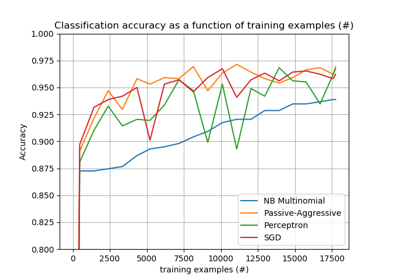 Classification accuracy as a function of training examples (#)
1.000
0.975
0.950
0.925
0.900
0.875
0.850
0.825
0.800
Accuracy
NB Multinomial
Passive-Aggressive
Perceptron
SGD
0 2500 5000 7500 10000 12500 15000 17500
training examples (#)